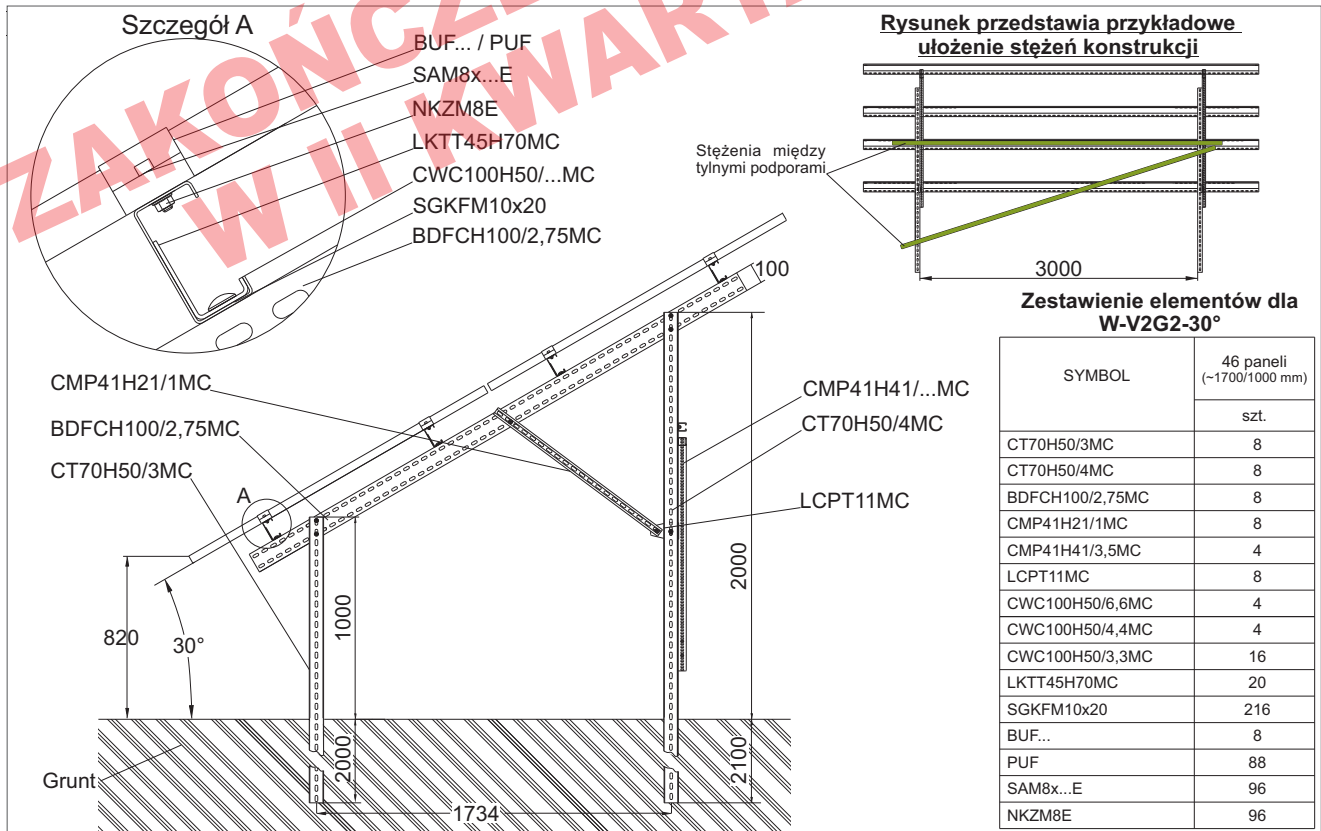 Szczegół A
BUF... / PUF
SAM8x...E
NKZM8E
LKTT45H70MC
CWC100H50/...MC
SGKFM10x20
BDFCH100/2,75MC
ZAKOŃCZE
W II KWART
Rysunek przedstawia przykładowe
ułożenie stężeń konstrukcji
Stężenia między
tylnymi podporami
3000
100
CMP41H21/1MC
BDFCH100/2,75MC
CT70H50/3MC
A
CMP41H41/...MC
CT70H50/4MC
LCPT11MC
820
30°
1000
2000
2000
2100
1734
Grunt
Zestawienie elementów dla
W-V2G2-30°
SYMBOL 46 paneli
(~1700/1000 mm)
szt.
CT70H50/3MC 8
CT70H50/4MC 8
BDFCH100/2,75MC 8
CMP41H21/1MC 8
CMP41H41/3,5MC 4
LCPT11MC 8
CWC100H50/6,6MC 4
CWC100H50/4,4MC 4
CWC100H50/3,3MC 16
LKTT45H70MC 20
SGKFM10x20 216
BUF... 8
PUF 88
SAM8x...E 96
NKZM8E 96